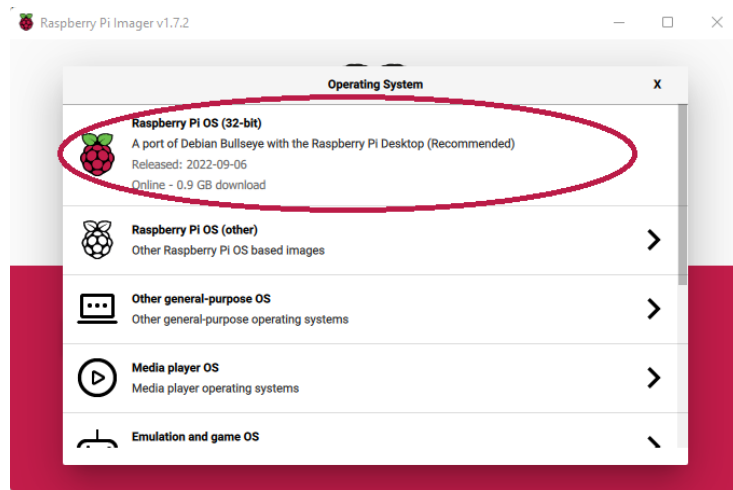 Raspberry Pi Imager v1.7.2
Operating System X
Raspberry Pi OS (32-bit)
A port of Debian Bullseye with the Raspberry Pi Desktop (Recommended)
Released: 2022-09-06
Online - 0.9 GB download
Raspberry Pi OS (other)
Other Raspberry Pi OS based images
Other general-purpose OS
Other general-purpose operating systems
Media player OS
Media player operating systems
Emulation and game OS